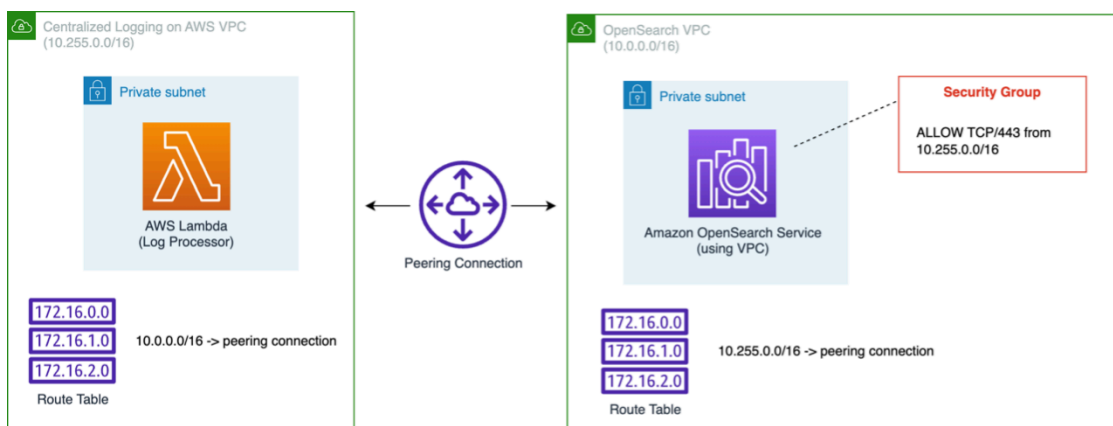 Centralized Logging on AWS VPC
(10.255.0.0/16)
Private subnet
AWS Lambda
(Log Processor)
172.16.0.0
172.16.1.0
172.16.2.0
10.0.0.0/16 -> peering connection
Route Table
Peering Connection
OpenSearch VPC
(10.0.0.0/16)
Private subnet
Amazon OpenSearch Service
(using VPC)
Security Group
ALLOW TCP/443 from
10.255.0.0/16
172.16.0.0
172.16.1.0
172.16.2.0
10.255.0.0/16 -> peering connection
Route Table